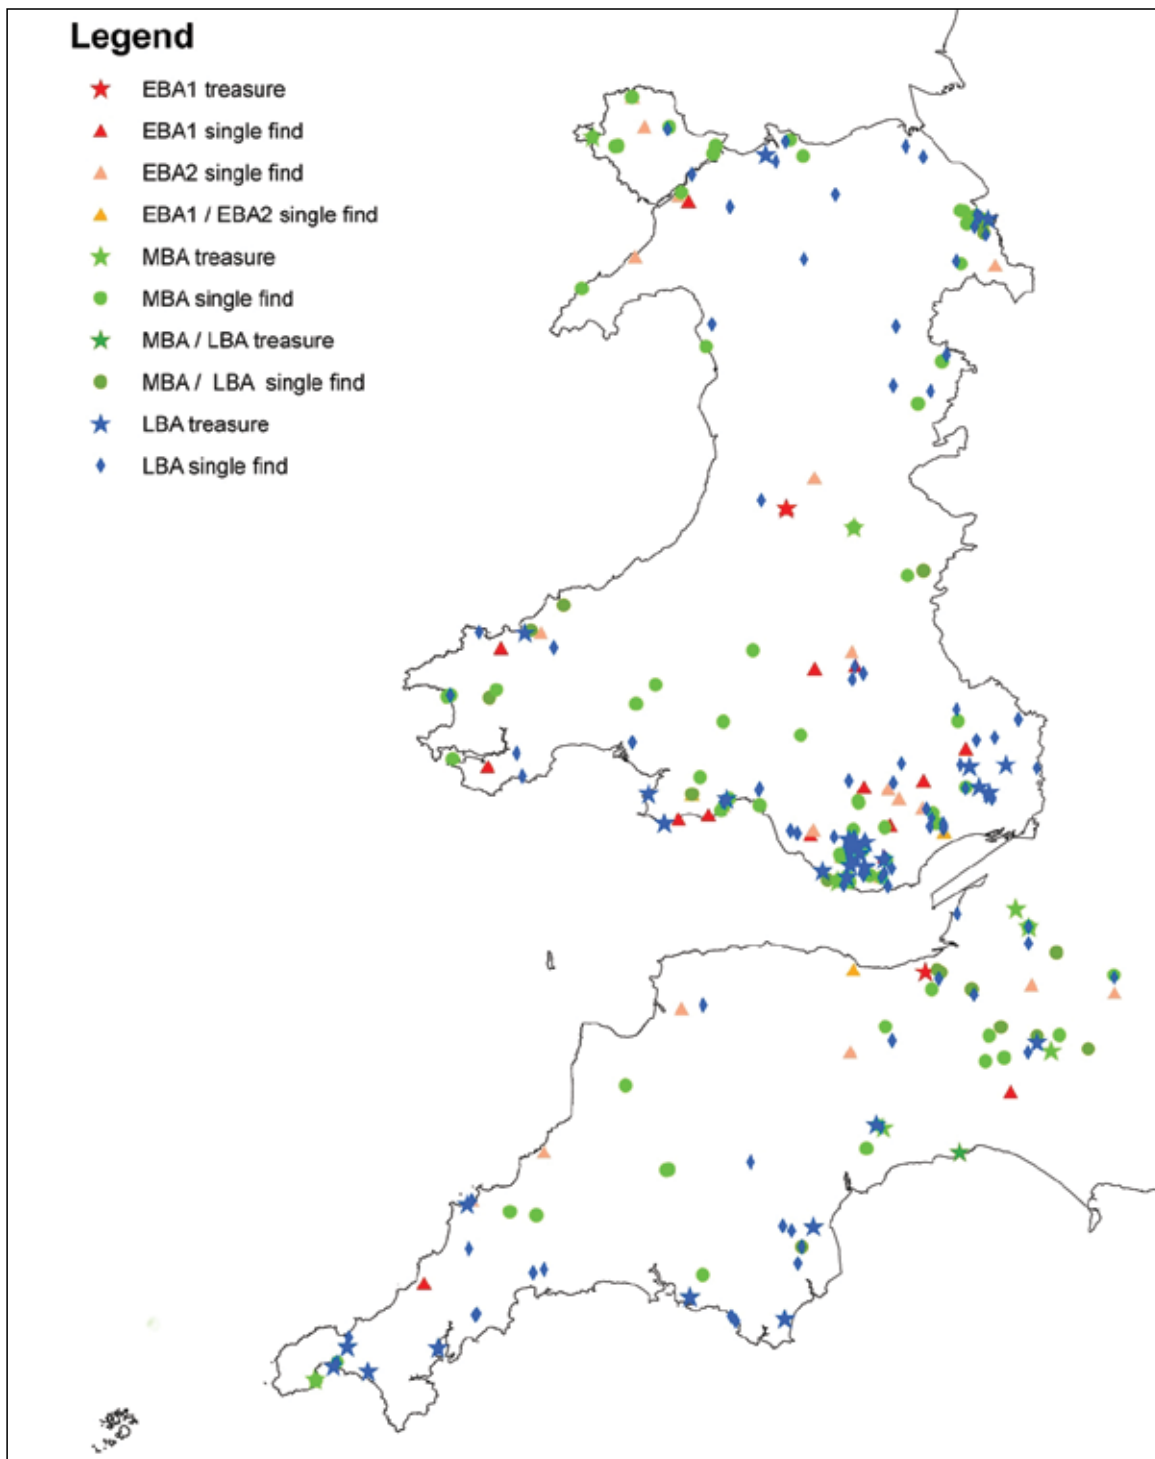 Legend
EBA1 treasure
EBA1 single find
EBA2 single find
EBA1 / EBA2 single find
MBA treasure
MBA single find
MBA / LBA treasure
MBA / LBA single find
LBA treasure
LBA single find